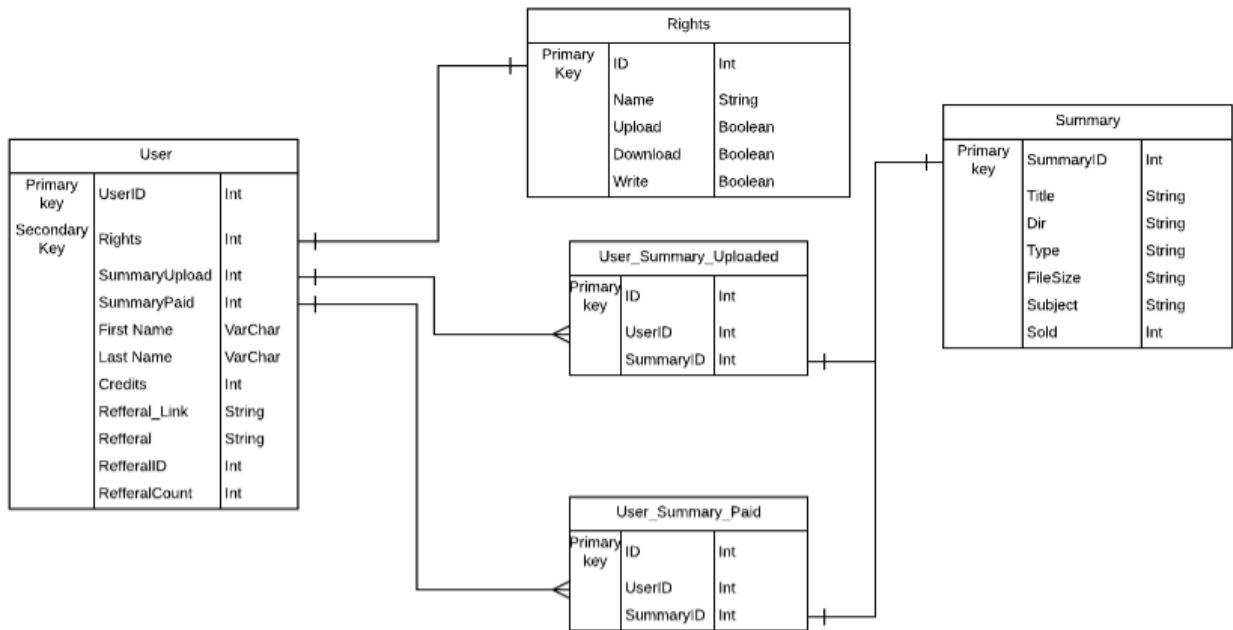 Rights
Primary
Key
ID Int
Name String
Upload Boolean
Download Boolean
Write Boolean
User
Primary
key
UserID Int
Secondary
Key
Rights Int
SummaryUpload Int
SummaryPaid Int
First Name VarChar
Last Name VarChar
Credits Int
Refferal_Link String
Refferal String
RefferalID Int
RefferalCount Int
User_Summary_Uploaded
Primary
key
ID Int
UserID Int
SummaryID Int
User_Summary_Paid
Primary
key
ID Int
UserID Int
SummaryID Int
Summary
Primary
key
SummaryID Int
Title String
Dir String
Type String
FileSize String
Subject String
Sold Int